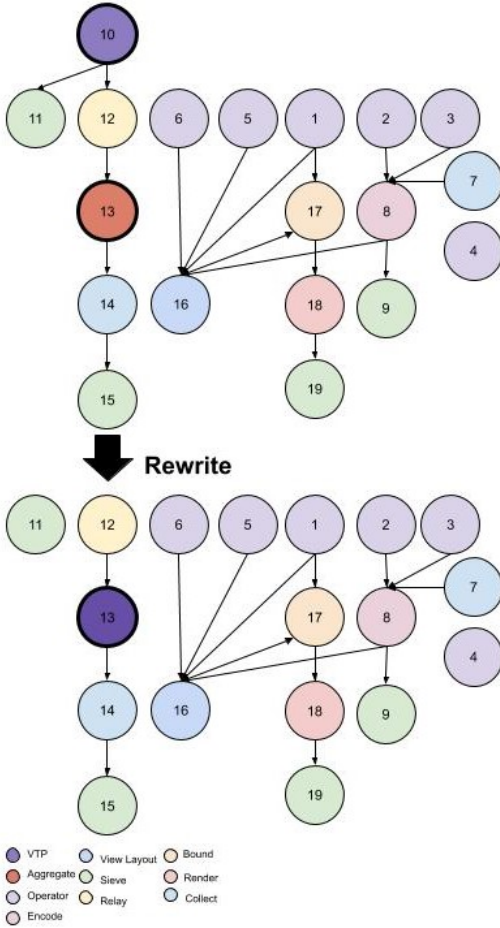 10
11 12 6 5 1 2 3
7
13 17 8
4
14 16 18 9
15 19
Rewrite
11 12 6 5 1 2 3
7
13 17 8
4
14 16 18 9
15 19
VTP View Layout Bound
Aggregate Sieve Render
Operator Relay Collect
Encode